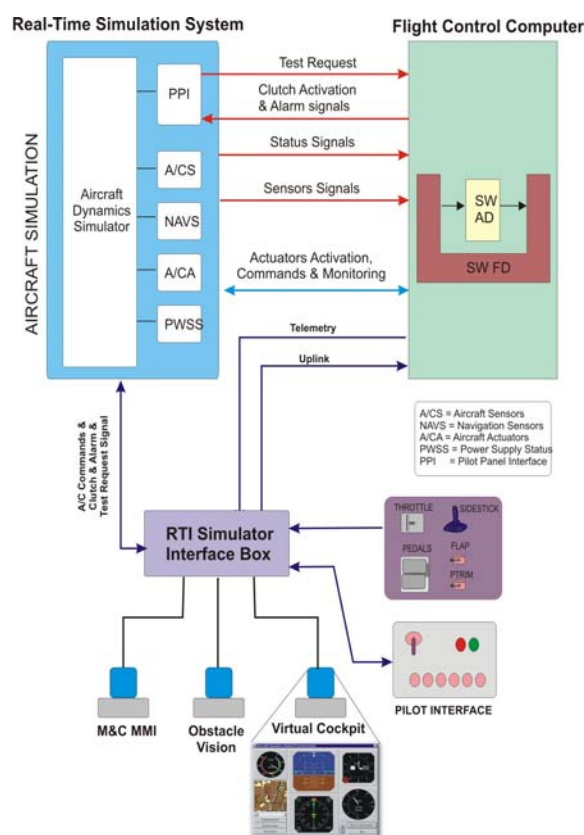 Real-Time Simulation System
Flight Control Computer
AIRCRAFT SIMULATION
Aircraft
Dynamics
Simulator
PPI
A/CS
NAVS
A/CA
PWSS
Test Request
Clutch Activation
& Alarm signals
Status Signals
Sensors Signals
Actuators Activation,
Commands & Monitoring
SW
AD
SW FD
Telemetry
Uplink
A/CS = Aircraft Sensors
NAVS = Navigation Sensors
A/CA = Aircraft Actuators
PWSS = Power Supply Status
PPI = Pilot Panel Interface
A/C Commands &
Clutch & Alarm &
Test Request Signal
RTI Simulator
Interface Box
THROTTLE
SIDESTICK
PEDALS
FLAP
PTRIM
PILOT INTERFACE
M&C MMI
Obstacle
Vision
Virtual Cockpit